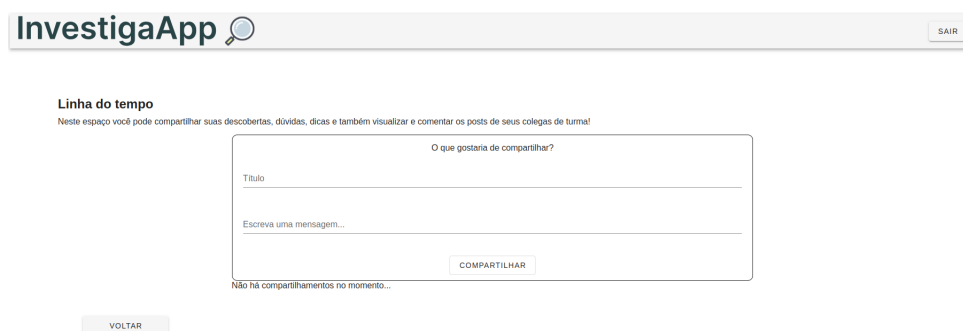 InvestigaApp
SAIR
Linha do tempo
Neste espaço você pode compartilhar suas descobertas, dúvidas, dicas e também visualizar e comentar os posts de seus colegas de turma!
O que gostaria de compartilhar?
Título
Escreva uma mensagem...
COMPARTILHAR
Não há compartilhamentos no momento...
VOLTAR